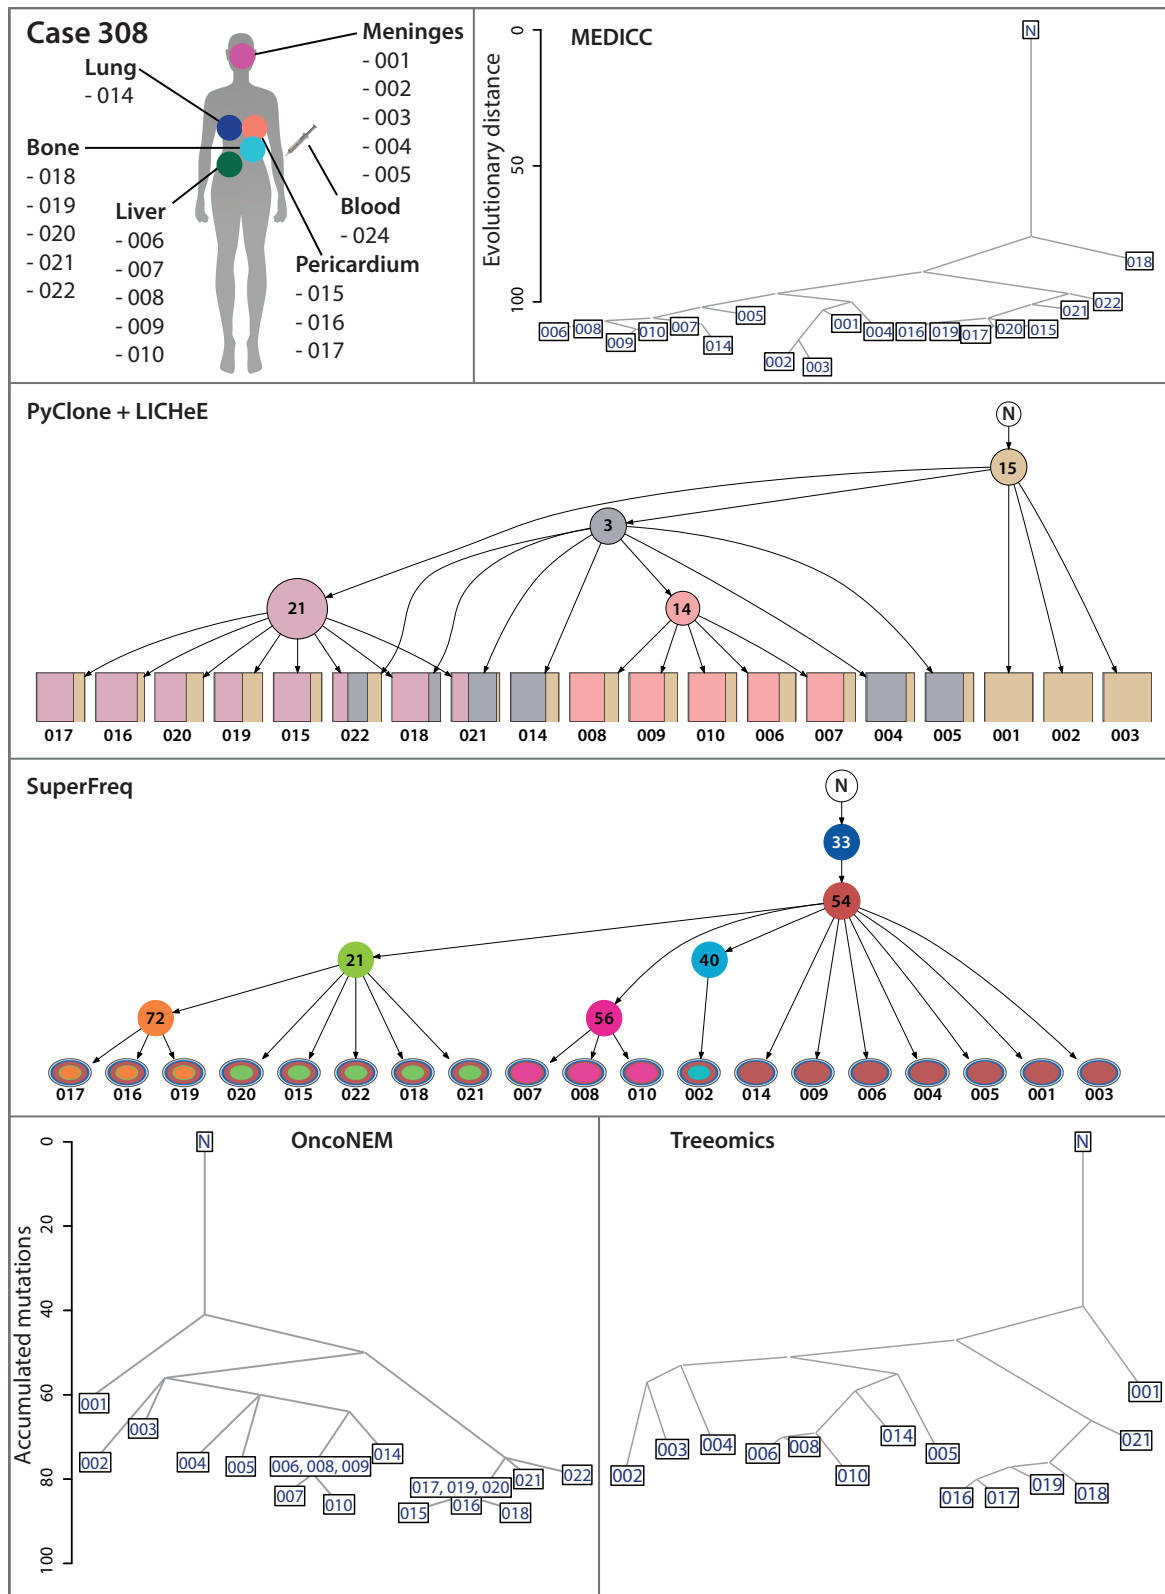 Case 308
Lung
- 014
Bone
- 018
- 019
- 020
- 021
- 022
Liver
- 006
- 007
- 008
- 009
- 010
Meninges
- 001
- 002
- 003
- 004
- 005
Blood
- 024
Pericardium
- 015
- 016
- 017
MEDICC
Evolutionary distance
0
50
100
N
018
022
021
005
006 008 010 007 001 004 016 019 017 020 015
009 014
002 003
PyClone + LICHeE
N
15
3
21 14
017 016 020 019 015 022 018 021 014 008 009 010 006 007 004 005 001 002 003
SuperFreq
N
33
54
21 40
72 56
017 016 019 020 015 022 018 021 007 008 010 002 014 009 006 004 005 001 003
OncoNEM
Accumulated mutations
0
20
40
60
80
100
N
001
003
002 004 005 006, 008, 009 014
007 010
017, 019, 020 021 022
015 016 018
Treeomics
N
001
002 003 004 006 008 014 005 021
010
016 017 019 018